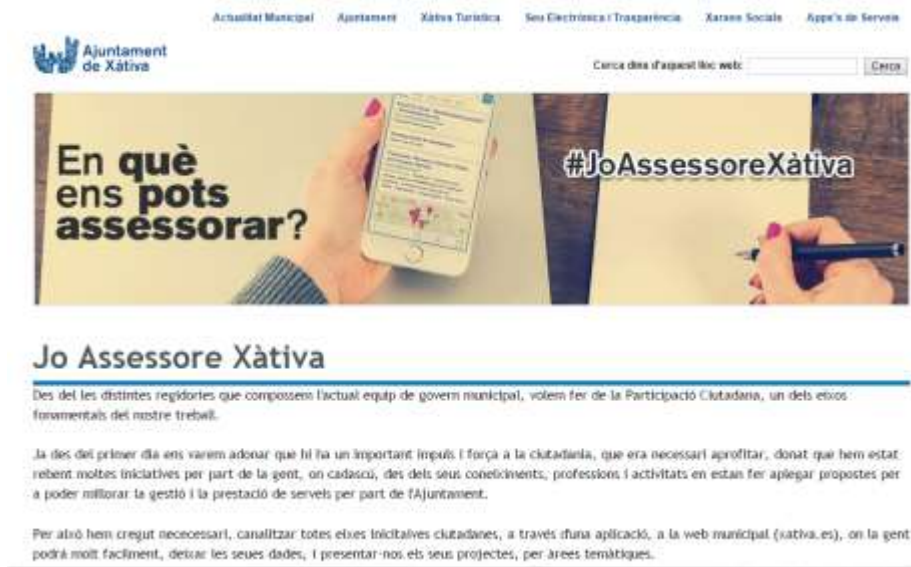 Actualitat Municipal Ajuntament Xàtiva Turística Seu Electrònica i Trasparència Xarxes Socials Apps's de Serveis
Ajuntament
de Xàtiva
Cerca dins d'aquest lloc web: Cerca
En què
ens pots
assessorar?
#JoAssessoreXàtiva
Jo Assessore Xàtiva
Des del les distintes regidories que compossem l'actual equip de govern municipal, volem fer de la Participació Ciutadana, un dels eixos
fonamentals del nostre treball.
Ja des del primer dia ens varem adonar que hi ha un important impuls i força a la ciutadania, que era necessari aprofitar, donat que hem estat
rebent moltes iniciatives per part de la gent, on cadascú, des dels seus coneiximents, professions i activitats en estan fer aplegar propostes per
a poder millorar la gestió i la prestació de serveis per part de l'Ajuntament.
Per això hem cregut nececessari, canalitzar totes eixes inicitaives ciutadanes, a través d'una aplicació, a la web municipal (xativa.es), on la gent
podrà molt facilment, deixar les seues dades, i presentar-nos els seus projectes, per àrees temàtiques.